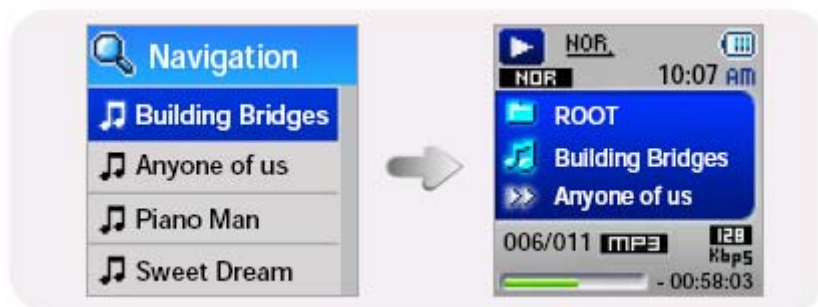 Navigation
Building Bridges
Anyone of us
Piano Man
Sweet Dream
NOR.
NOR 10:07 AM
ROOT
Building Bridges
Anyone of us
006/011 MP3 128 Kbps
- 00:58:03